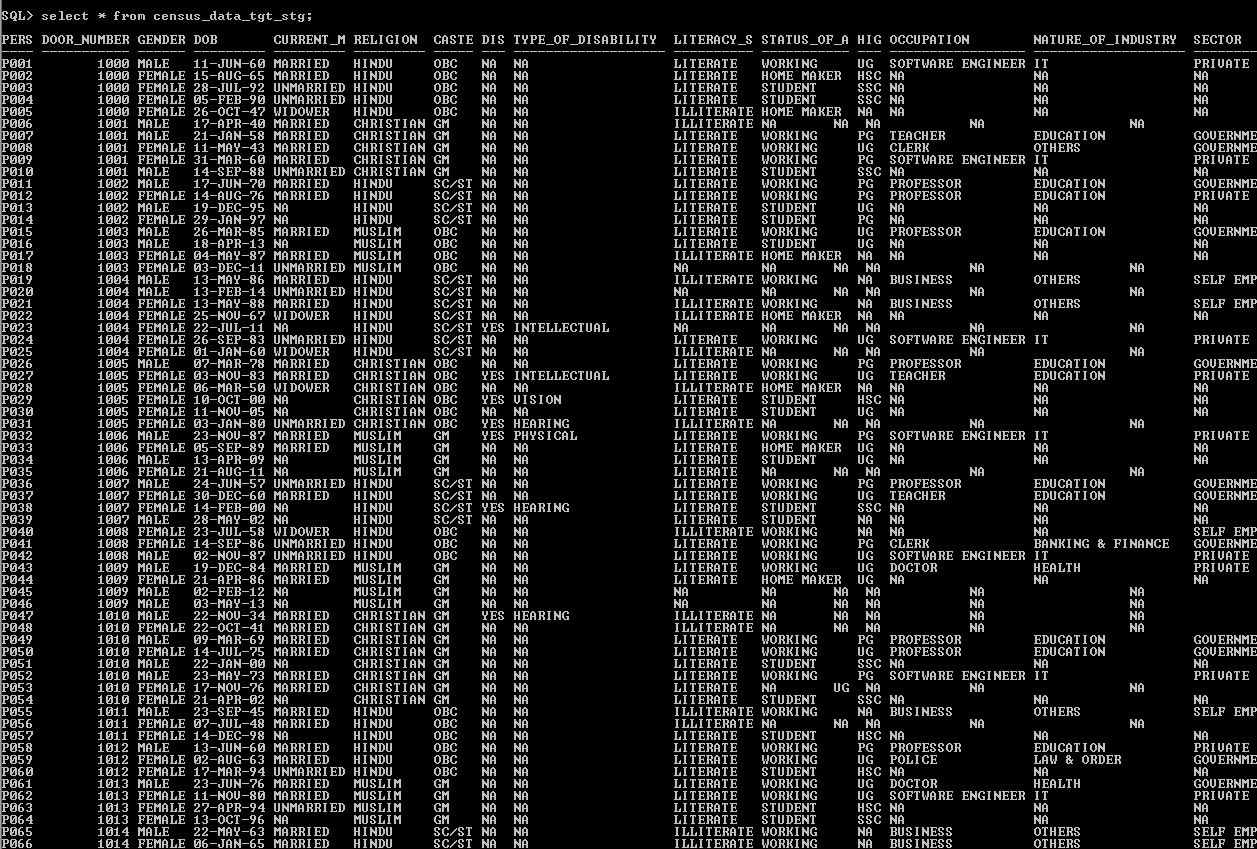 SQL> select * from census_data_tgt_stg;
PERS DOOR_NUMBER GENDER DOB CURRENT_M RELIGION CASTE DIS TYPE_OF_DISABILITY LITERACY_S STATUS_OF_A HIG OCCUPATION NATURE_OF_INDUSTRY SECTOR
P001 1000 MALE 11-JUN-60 MARRIED HINDU OBC NA NA LITERATE WORKING UG SOFTWARE ENGINEER IT PRIVATE
P002 1000 FEMALE 15-AUG-65 MARRIED HINDU OBC NA NA LITERATE HOME MAKER HSC NA NA NA
P003 1000 FEMALE 28-JUL-92 UNMARRIED HINDU OBC NA NA LITERATE STUDENT SSC NA NA NA
P004 1000 FEMALE 05-FEB-90 UNMARRIED HINDU OBC NA NA LITERATE STUDENT SSC NA NA NA
P005 1000 FEMALE 26-OCT-47 WIDOWER HINDU OBC NA NA ILLITERATE HOME MAKER NA NA NA NA
P006 1001 MALE 17-APR-40 MARRIED CHRISTIAN GM NA NA ILLITERATE NA NA NA NA NA
P007 1001 MALE 21-JAN-58 MARRIED CHRISTIAN GM NA NA LITERATE WORKING PG TEACHER EDUCATION GOVERNME
P008 1001 FEMALE 11-MAY-43 MARRIED CHRISTIAN GM NA NA LITERATE WORKING UG CLERK OTHERS GOVERNME
P009 1001 FEMALE 31-MAR-60 MARRIED CHRISTIAN GM NA NA LITERATE WORKING PG SOFTWARE ENGINEER IT PRIVATE
P010 1001 MALE 14-SEP-88 UNMARRIED CHRISTIAN GM NA NA LITERATE STUDENT SSC NA NA NA
P011 1002 MALE 17-JUN-70 MARRIED HINDU SC/ST NA NA LITERATE WORKING PG PROFESSOR EDUCATION GOVERNME
P012 1002 FEMALE 14-AUG-76 MARRIED HINDU SC/ST NA NA LITERATE WORKING PG PROFESSOR EDUCATION PRIVATE
P013 1002 MALE 19-DEC-95 NA HINDU SC/ST NA NA LITERATE STUDENT UG NA NA NA
P014 1002 FEMALE 29-JAN-97 NA HINDU SC/ST NA NA LITERATE STUDENT PG NA NA NA
P015 1003 MALE 26-MAR-85 MARRIED MUSLIM OBC NA NA LITERATE WORKING UG PROFESSOR EDUCATION GOVERNME
P016 1003 MALE 18-APR-13 NA MUSLIM OBC NA NA LITERATE STUDENT UG NA NA NA
P017 1003 FEMALE 04-MAY-87 MARRIED MUSLIM OBC NA NA ILLITERATE HOME MAKER NA NA NA NA
P018 1003 FEMALE 03-DEC-11 UNMARRIED MUSLIM OBC NA NA NA NA NA NA NA NA
P019 1004 MALE 13-MAY-86 MARRIED HINDU SC/ST NA NA ILLITERATE WORKING NA BUSINESS OTHERS SELF EMP
P020 1004 MALE 13-FEB-14 UNMARRIED HINDU SC/ST NA NA NA NA NA NA NA NA
P021 1004 FEMALE 13-MAY-88 MARRIED HINDU SC/ST NA NA ILLITERATE WORKING NA BUSINESS OTHERS SELF EMP
P022 1004 FEMALE 25-NOV-67 WIDOWER HINDU SC/ST NA NA ILLITERATE HOME MAKER NA NA NA NA
P023 1004 FEMALE 22-JUL-11 NA HINDU SC/ST YES INTELLECTUAL NA NA NA NA NA NA
P024 1004 FEMALE 26-SEP-83 UNMARRIED HINDU SC/ST NA NA LITERATE WORKING UG SOFTWARE ENGINEER IT PRIVATE
P025 1004 FEMALE 01-JAN-60 WIDOWER HINDU SC/ST NA NA ILLITERATE NA NA NA NA NA
P026 1005 MALE 07-MAR-78 MARRIED CHRISTIAN OBC NA NA LITERATE WORKING PG PROFESSOR EDUCATION GOVERNME
P027 1005 FEMALE 03-NOV-83 MARRIED CHRISTIAN OBC YES INTELLECTUAL LITERATE WORKING UG TEACHER EDUCATION PRIVATE
P028 1005 FEMALE 06-MAR-50 WIDOWER CHRISTIAN OBC NA NA ILLITERATE HOME MAKER NA NA NA NA
P029 1005 FEMALE 10-OCT-00 NA CHRISTIAN OBC YES VISION LITERATE STUDENT HSC NA NA NA
P030 1005 FEMALE 11-NOV-05 NA CHRISTIAN OBC NA NA LITERATE STUDENT UG NA NA NA
P031 1005 FEMALE 03-JAN-80 UNMARRIED CHRISTIAN OBC YES HEARING ILLITERATE NA NA NA NA NA
P032 1006 MALE 23-NOV-87 MARRIED MUSLIM GM YES PHYSICAL LITERATE WORKING PG SOFTWARE ENGINEER IT PRIVATE
P033 1006 FEMALE 05-SEP-89 MARRIED MUSLIM GM NA NA LITERATE HOME MAKER UG NA NA NA
P034 1006 MALE 13-APR-09 NA MUSLIM GM NA NA LITERATE STUDENT UG NA NA NA
P035 1006 FEMALE 21-AUG-11 NA MUSLIM GM NA NA NA NA NA NA NA NA
P036 1007 MALE 24-JUN-57 UNMARRIED HINDU SC/ST NA NA LITERATE WORKING PG PROFESSOR EDUCATION GOVERNME
P037 1007 FEMALE 30-DEC-60 MARRIED HINDU SC/ST NA NA LITERATE WORKING UG TEACHER EDUCATION GOVERNME
P038 1007 FEMALE 14-FEB-00 NA HINDU SC/ST YES HEARING LITERATE STUDENT SSC NA NA NA
P039 1007 MALE 28-MAY-02 NA HINDU SC/ST NA NA LITERATE STUDENT NA NA NA NA
P040 1008 FEMALE 23-JUL-58 WIDOWER HINDU OBC NA NA ILLITERATE WORKING NA NA NA SELF EMP
P041 1008 FEMALE 14-SEP-86 UNMARRIED HINDU OBC NA NA LITERATE WORKING PG CLERK BANKING & FINANCE GOVERNME
P042 1008 MALE 02-NOV-87 UNMARRIED HINDU OBC NA NA LITERATE WORKING UG SOFTWARE ENGINEER IT PRIVATE
P043 1009 MALE 19-DEC-84 MARRIED MUSLIM GM NA NA LITERATE WORKING UG DOCTOR HEALTH PRIVATE
P044 1009 FEMALE 21-APR-86 MARRIED MUSLIM GM NA NA LITERATE HOME MAKER UG NA NA NA
P045 1009 MALE 02-FEB-12 NA MUSLIM GM NA NA NA NA NA NA NA NA
P046 1009 MALE 03-MAY-13 NA MUSLIM GM NA NA NA NA NA NA NA NA
P047 1010 MALE 22-NOV-34 MARRIED CHRISTIAN GM YES HEARING ILLITERATE NA NA NA NA NA
P048 1010 FEMALE 22-OCT-41 MARRIED CHRISTIAN GM NA NA ILLITERATE NA NA NA NA NA
P049 1010 MALE 09-MAR-69 MARRIED CHRISTIAN GM NA NA LITERATE WORKING PG PROFESSOR EDUCATION GOVERNME
P050 1010 FEMALE 14-JUL-75 MARRIED CHRISTIAN GM NA NA LITERATE WORKING UG PROFESSOR EDUCATION GOVERNME
P051 1010 MALE 22-JAN-00 NA CHRISTIAN GM NA NA LITERATE STUDENT SSC NA NA NA
P052 1010 MALE 23-MAY-73 MARRIED CHRISTIAN GM NA NA LITERATE WORKING PG SOFTWARE ENGINEER IT PRIVATE
P053 1010 FEMALE 17-NOV-76 MARRIED CHRISTIAN GM NA NA LITERATE NA UG NA NA NA
P054 1010 FEMALE 21-APR-02 NA CHRISTIAN GM NA NA LITERATE STUDENT SSC NA NA NA
P055 1011 MALE 23-SEP-45 MARRIED HINDU OBC NA NA ILLITERATE WORKING NA BUSINESS OTHERS SELF EMP
P056 1011 FEMALE 07-JUL-48 MARRIED HINDU OBC NA NA ILLITERATE NA NA NA NA NA
P057 1011 FEMALE 14-DEC-98 NA HINDU OBC NA NA LITERATE STUDENT HSC NA NA NA
P058 1012 MALE 13-JUN-60 MARRIED HINDU OBC NA NA LITERATE WORKING PG PROFESSOR EDUCATION PRIVATE
P059 1012 FEMALE 02-AUG-63 MARRIED HINDU OBC NA NA LITERATE WORKING UG POLICE LAW & ORDER GOVERNME
P060 1012 FEMALE 17-MAR-94 UNMARRIED HINDU OBC NA NA LITERATE STUDENT HSC NA NA NA
P061 1013 MALE 23-JUN-76 MARRIED MUSLIM GM NA NA LITERATE WORKING UG DOCTOR HEALTH GOVERNME
P062 1013 FEMALE 11-NOV-80 MARRIED MUSLIM GM NA NA LITERATE WORKING UG SOFTWARE ENGINEER IT PRIVATE
P063 1013 FEMALE 27-APR-94 UNMARRIED MUSLIM GM NA NA LITERATE STUDENT HSC NA NA NA
P064 1013 FEMALE 13-OCT-96 NA MUSLIM GM NA NA LITERATE STUDENT SSC NA NA NA
P065 1014 MALE 22-MAY-63 MARRIED HINDU SC/ST NA NA ILLITERATE WORKING NA BUSINESS OTHERS SELF EMP
P066 1014 FEMALE 06-JAN-65 MARRIED HINDU SC/ST NA NA ILLITERATE WORKING NA BUSINESS OTHERS SELF EMP